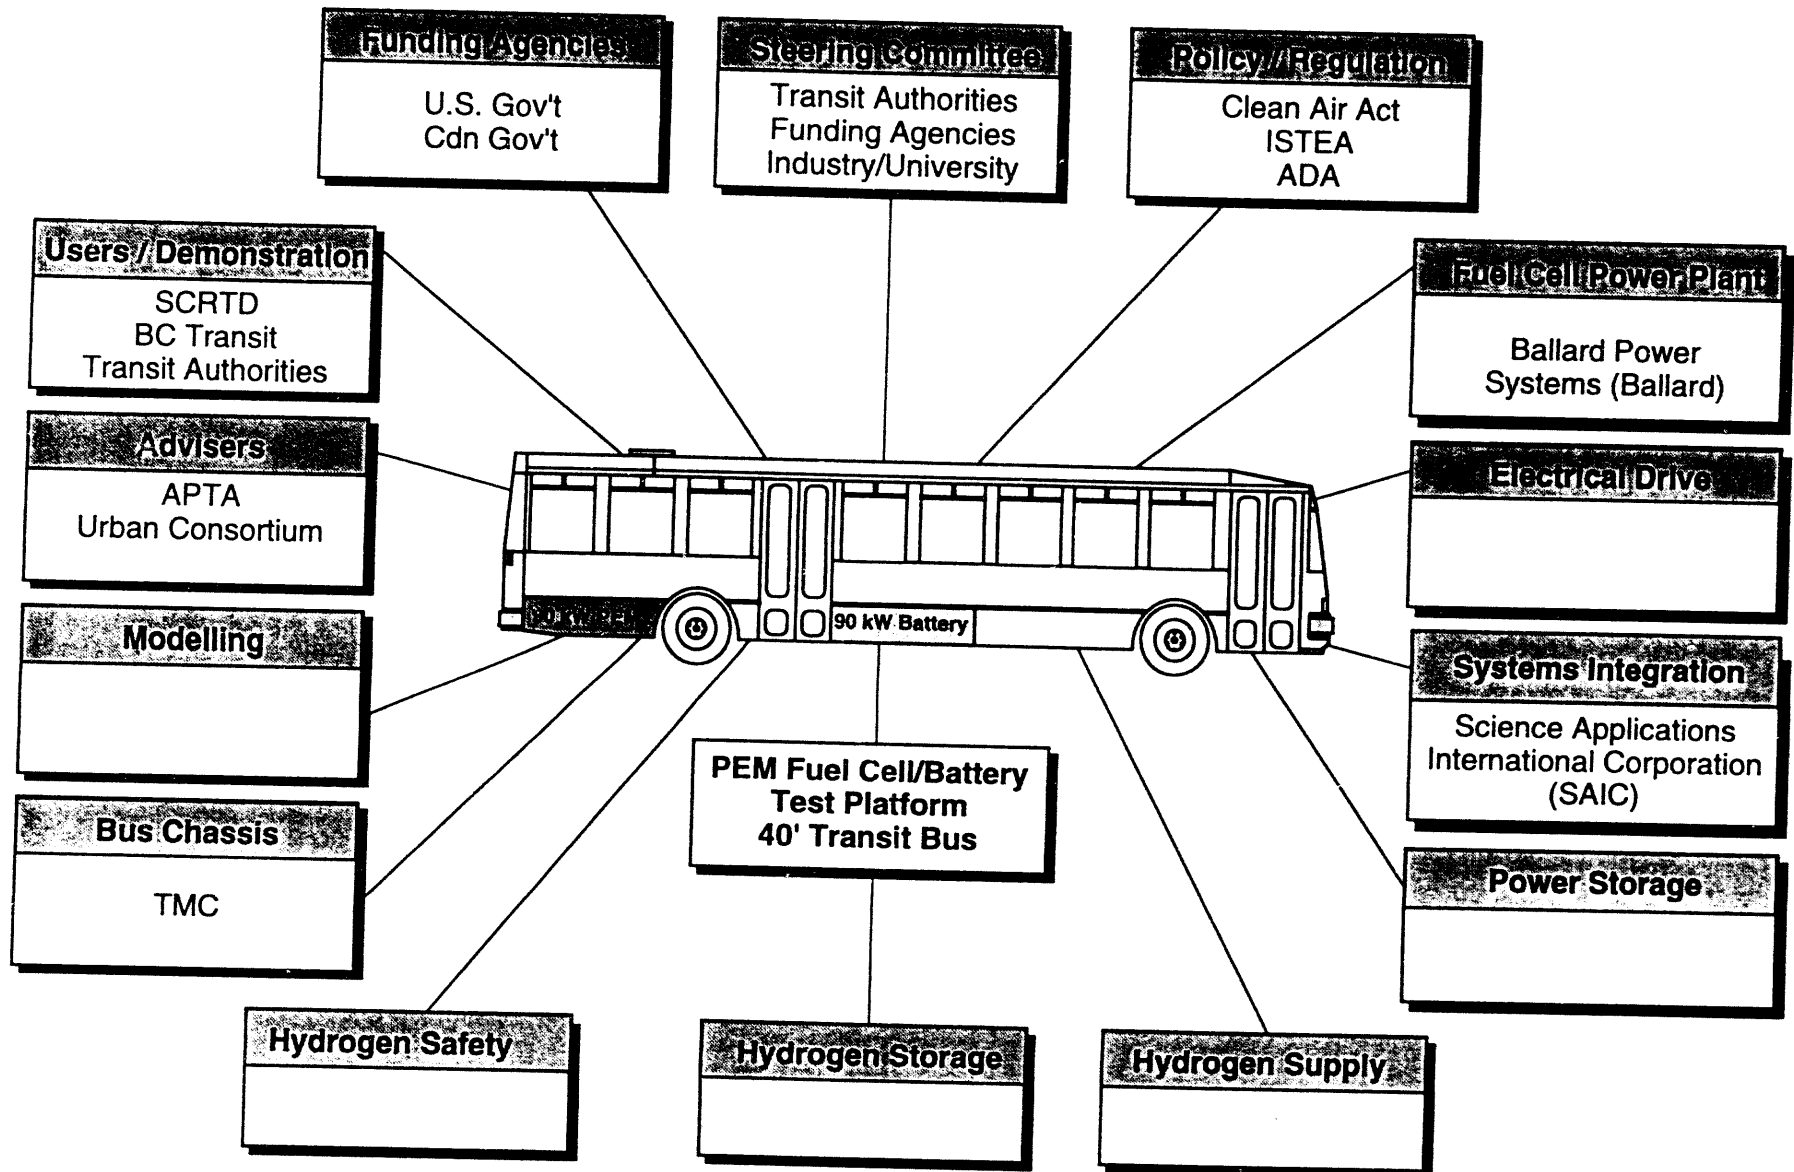 Funding Agencies
U.S. Gov't
Cdn Gov't
Steering Committee
Transit Authorities
Funding Agencies
Industry/University
Policy / Regulation
Clean Air Act
ISTEA
ADA
Users / Demonstration
SCRTD
BC Transit
Transit Authorities
Fuel Cell Power Plant
Ballard Power
Systems (Ballard)
Advisers
APTA
Urban Consortium
Electrical Drive
Modelling
90 kW Battery
Systems Integration
Science Applications
International Corporation
(SAIC)
PEM Fuel Cell/Battery
Test Platform
40' Transit Bus
Bus Chassis
TMC
Power Storage
Hydrogen Safety
Hydrogen Storage
Hydrogen Supply